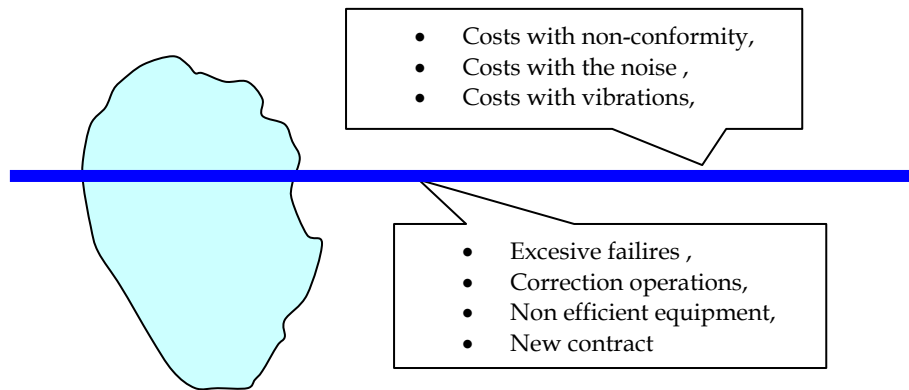 • Costs with non-conformity,
• Costs with the noise ,
• Costs with vibrations,
• Excesive failires ,
• Correction operations,
• Non efficient equipment,
• New contract